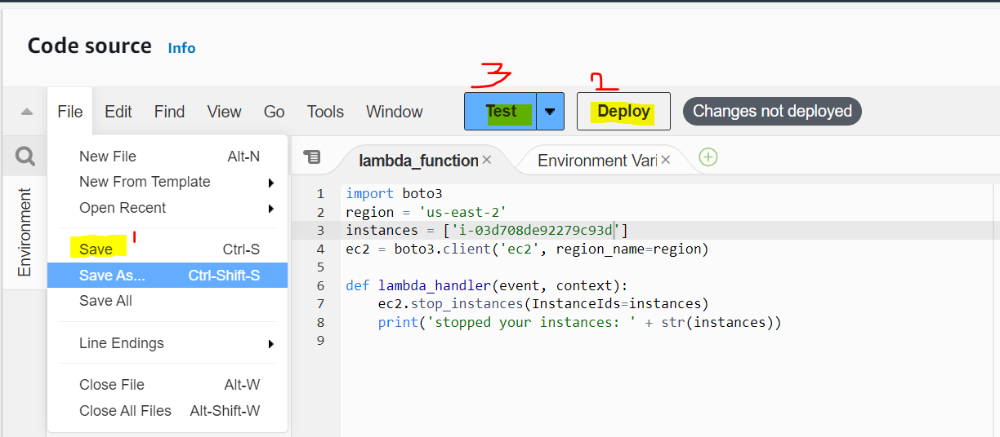 Code source Info
3 2
File Edit Find View Go Tools Window Test Deploy Changes not deployed
New File Alt-N
New From Template
Open Recent
Save 1 Ctrl-S
Save As... Ctrl-Shift-S
Save All
Line Endings
Close File Alt-W
Close All Files Alt-Shift-W
Environment
lambda_function × Environment Vari ×
1 import boto3
2 region = 'us-east-2'
3 instances = ['i-03d708de92279c93d']
4 ec2 = boto3.client('ec2', region_name=region)
5
6 def lambda_handler(event, context):
7     ec2.stop_instances(InstanceIds=instances)
8     print('stopped your instances: ' + str(instances))
9